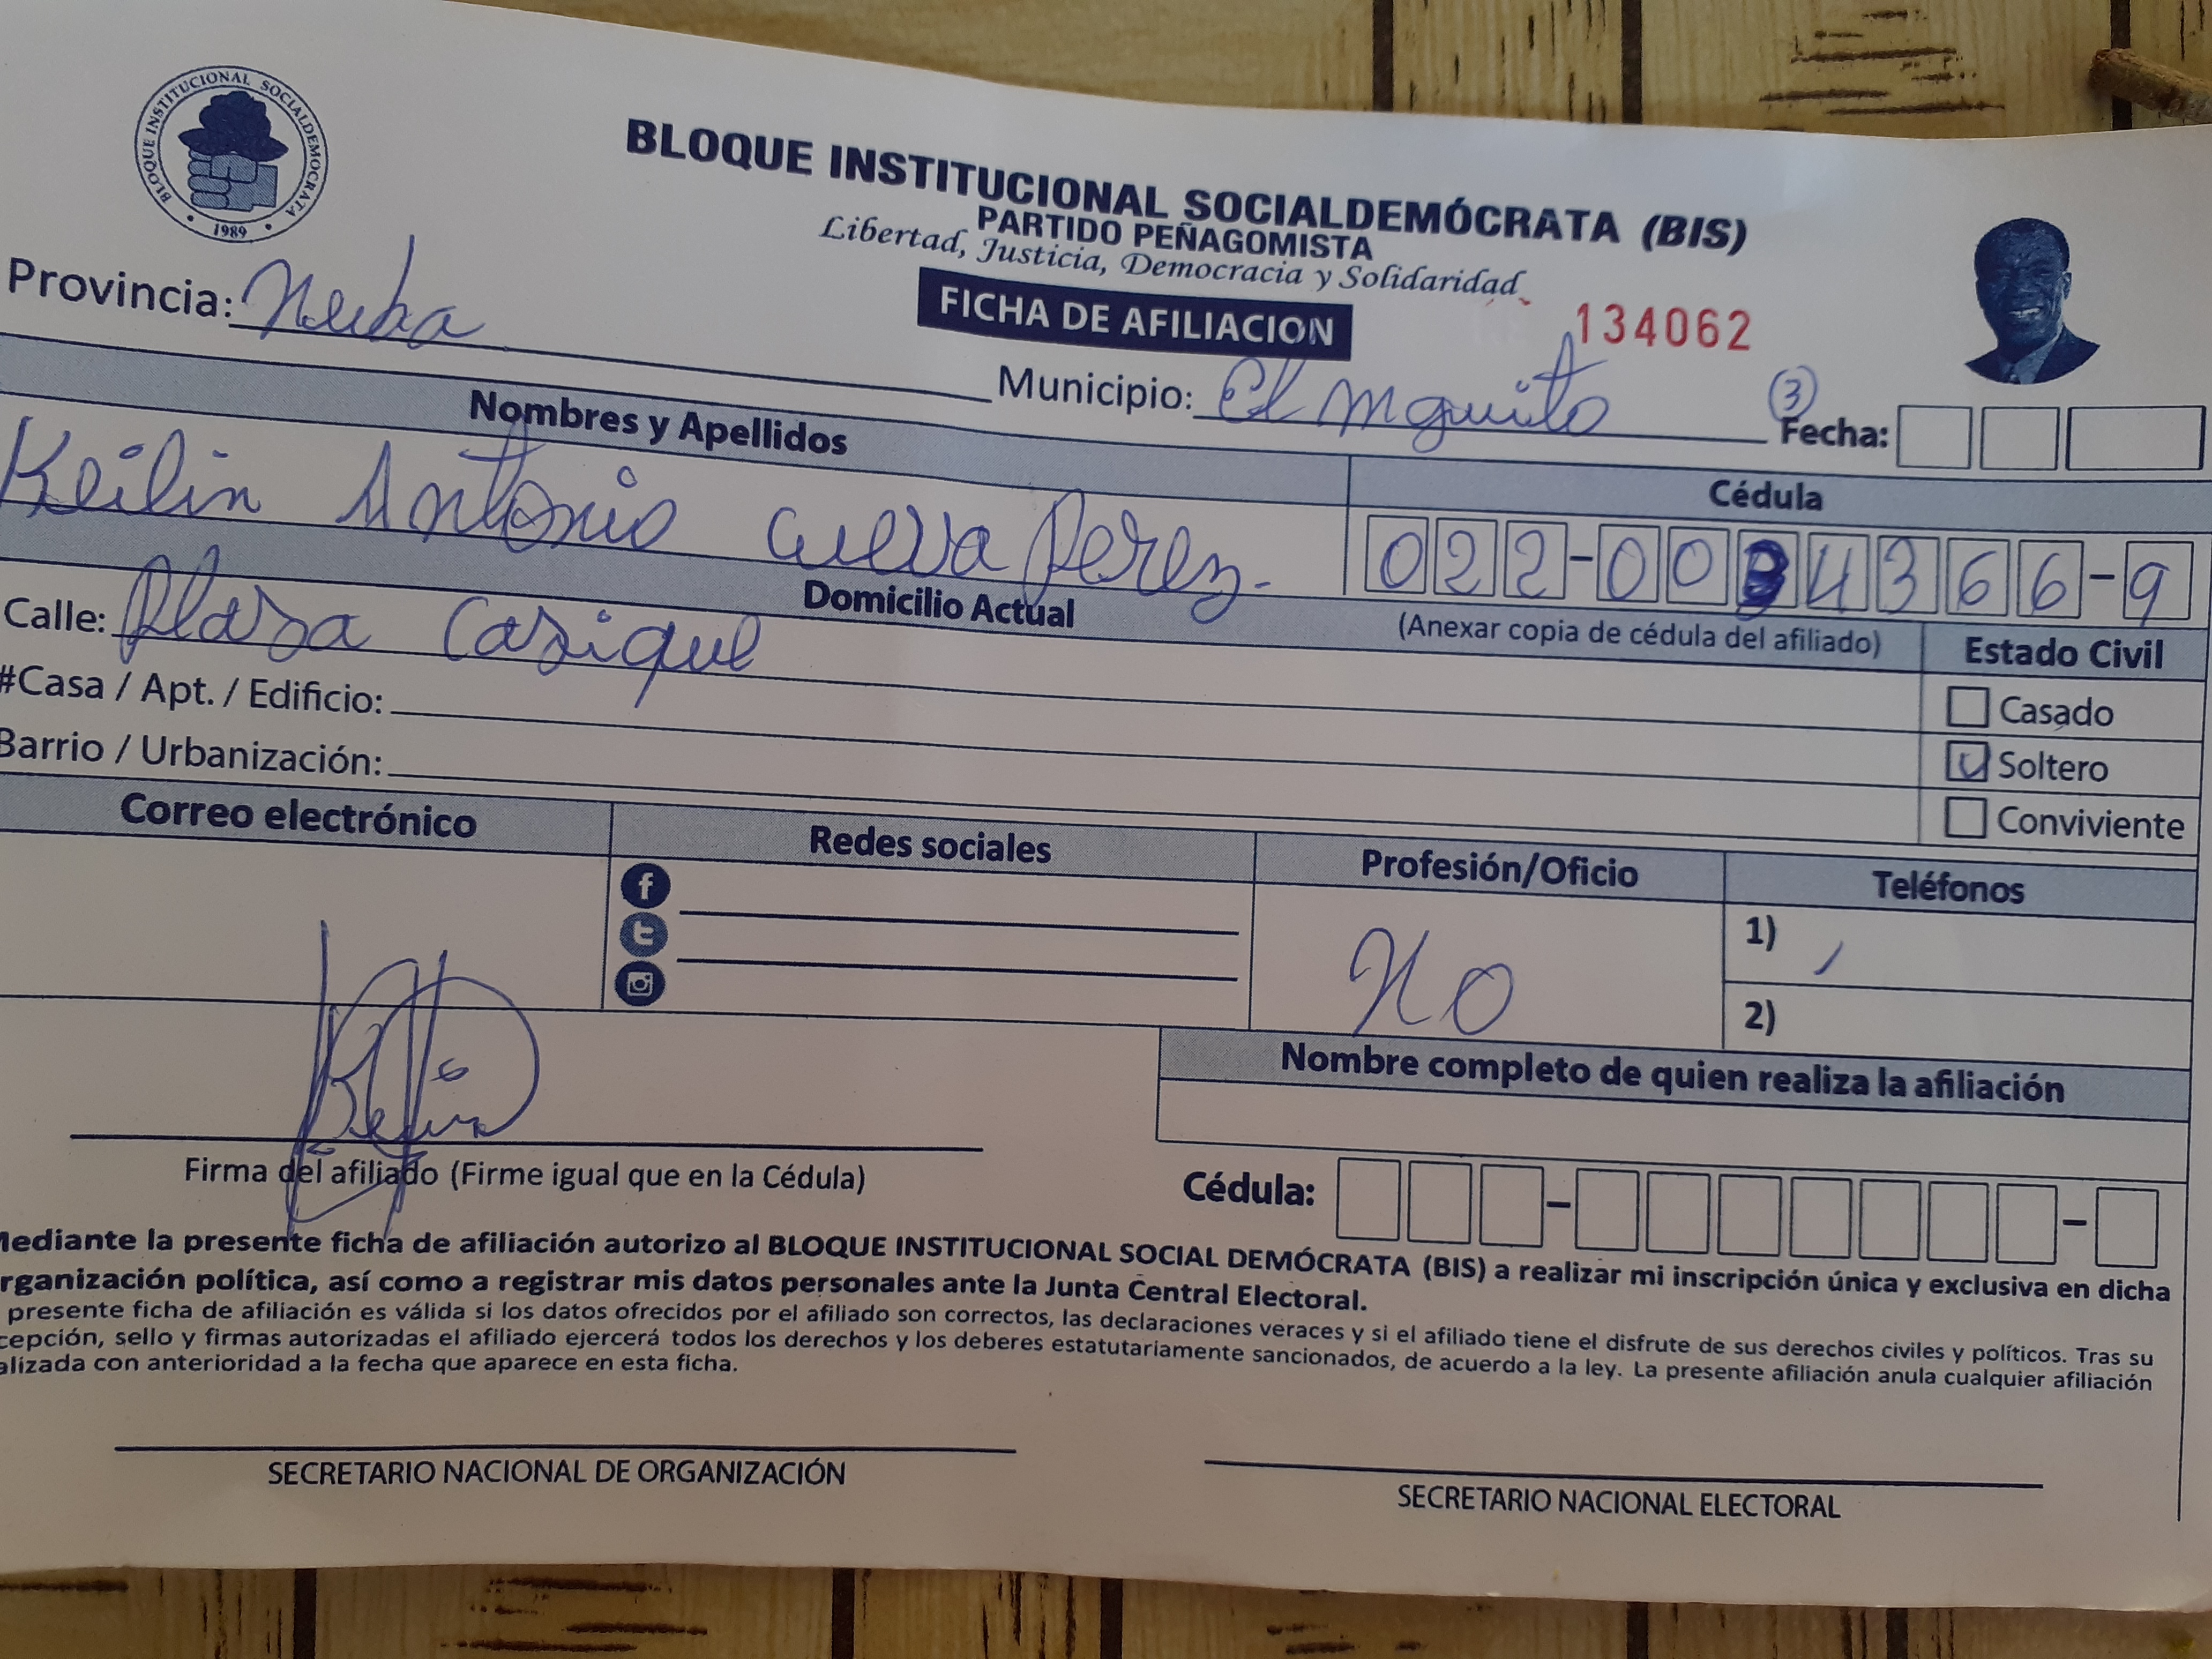 BLOQUE INSTITUCIONAL SOCIALDEMOCRATA
1989
BLOQUE INSTITUCIONAL SOCIALDEMÓCRATA (BIS)
PARTIDO PEÑAGOMISTA
Libertad, Justicia, Democracia y Solidaridad
FICHA DE AFILIACION 134062
Provincia: Neiba Municipio: El Mguito Fecha: 3
Nombres y Apellidos Cédula
Keilin Antonio Cueva Perez. 022-0034366-9
Domicilio Actual (Anexar copia de cédula del afiliado) Estado Civil
Calle: Plasa Casique
#Casa / Apt. / Edificio: Casado
Barrio / Urbanización: Soltero
Conviviente
Correo electrónico Redes sociales Profesión/Oficio Teléfonos
NO 1)
2)
Nombre completo de quien realiza la afiliación
Firma del afiliado (Firme igual que en la Cédula) Cédula:
Mediante la presente ficha de afiliación autorizo al BLOQUE INSTITUCIONAL SOCIAL DEMÓCRATA (BIS) a realizar mi inscripción única y exclusiva en dicha
rganización política, así como a registrar mis datos personales ante la Junta Central Electoral.
presente ficha de afiliación es válida si los datos ofrecidos por el afiliado son correctos, las declaraciones veraces y si el afiliado tiene el disfrute de sus derechos civiles y políticos. Tras su
cepción, sello y firmas autorizadas el afiliado ejercerá todos los derechos y los deberes estatutariamente sancionados, de acuerdo a la ley. La presente afiliación anula cualquier afiliación
alizada con anterioridad a la fecha que aparece en esta ficha.
SECRETARIO NACIONAL DE ORGANIZACIÓN SECRETARIO NACIONAL ELECTORAL